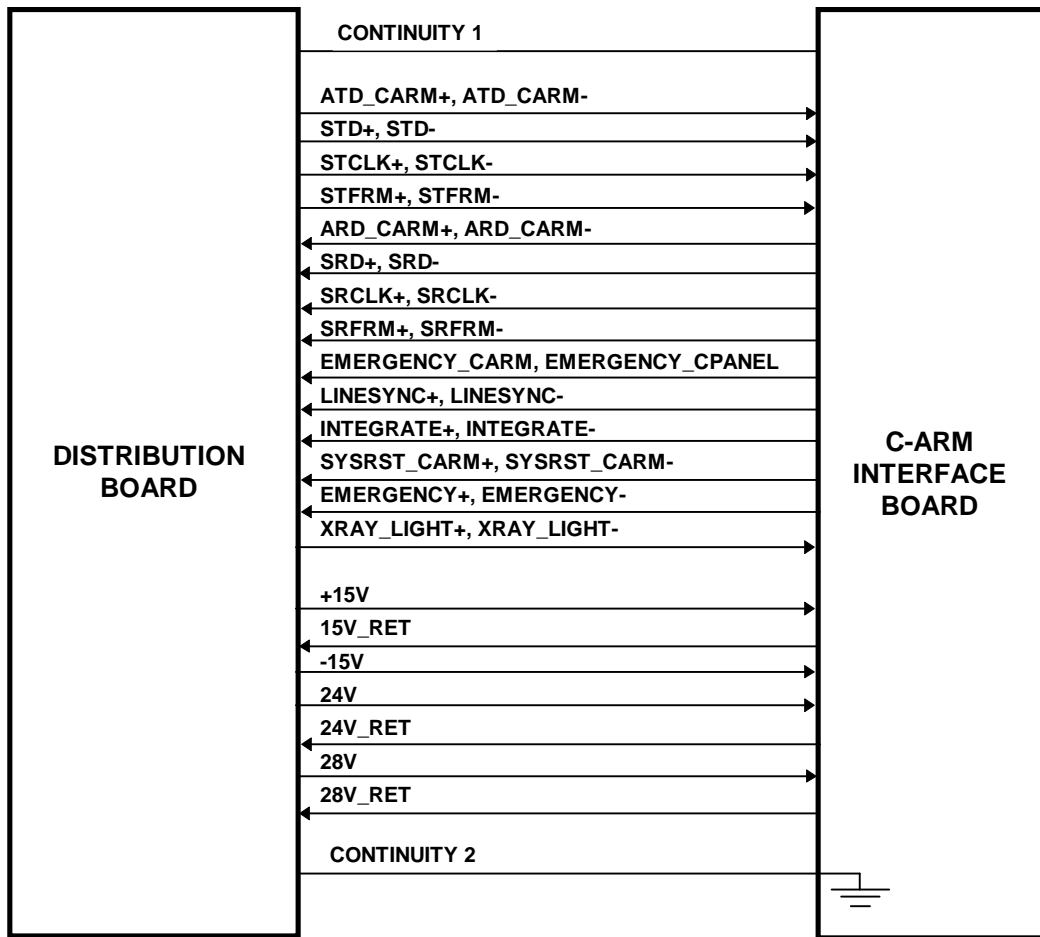 CONTINUITY 1
ATD_CARM+, ATD_CARM-
STD+, STD-
STCLK+, STCLK-
STFRM+, STFRM-
ARD_CARM+, ARD_CARM-
SRD+, SRD-
SRCLK+, SRCLK-
SRFRM+, SRFRM-
EMERGENCY_CARM, EMERGENCY_CPANEL
LINESYNC+, LINESYNC-
INTEGRATE+, INTEGRATE-
SYSRST_CARM+, SYSRST_CARM-
EMERGENCY+, EMERGENCY-
XRAY_LIGHT+, XRAY_LIGHT-
+15V
15V_RET
-15V
24V
24V_RET
28V
28V_RET
CONTINUITY 2
DISTRIBUTION
BOARD
C-ARM
INTERFACE
BOARD